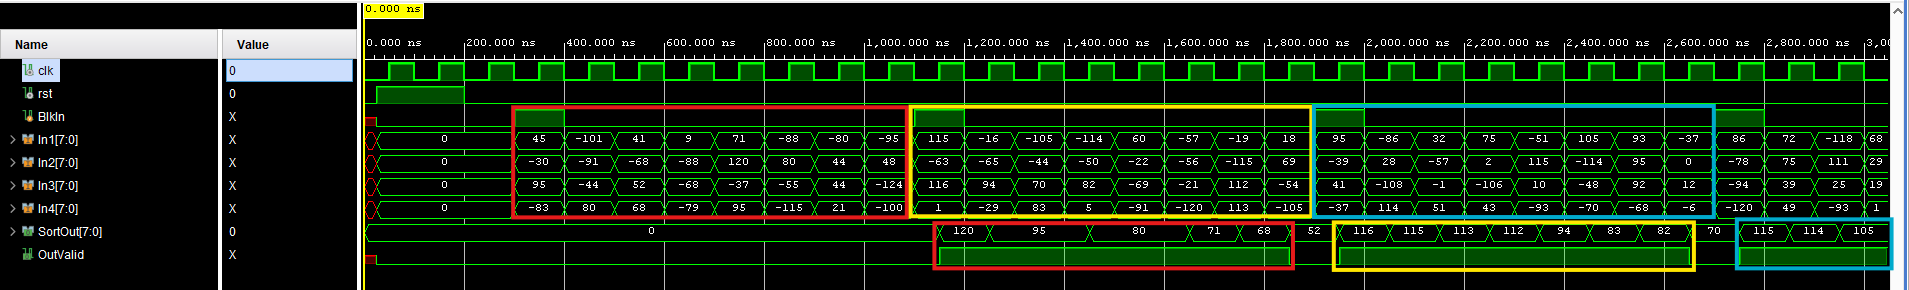 0.000 ns
Name Value
0.000 ns 200.000 ns 400.000 ns 600.000 ns 800.000 ns 1,000.000 ns 1,200.000 ns 1,400.000 ns 1,600.000 ns 1,800.000 ns 2,000.000 ns 2,200.000 ns 2,400.000 ns 2,600.000 ns 2,800.000 ns 3,00
clk 0
rst 0
BlkIn X
In1[7:0] X 0 45 -101 41 9 71 -88 -80 -95 115 -16 -105 -114 60 -57 -19 18 95 -86 32 75 -51 105 93 -37 86 72 -118 68
In2[7:0] X 0 -30 -91 -68 -88 120 80 44 48 -63 -65 -44 -50 -22 -56 -115 69 -39 28 -57 2 115 -114 95 0 -78 75 111 29
In3[7:0] X 0 95 -44 52 -68 -37 -55 44 -124 116 94 70 82 -69 -21 112 -54 41 -108 -1 -106 10 -48 92 12 -94 39 25 19
In4[7:0] X 0 -83 80 68 -79 95 -115 21 -100 1 -29 83 5 -91 -120 113 -105 -37 114 51 43 -93 -70 -68 -6 -120 49 -93 1
SortOut[7:0] 0 0 120 95 80 71 68 52 116 115 113 112 94 83 82 70 115 114 105
OutValid X